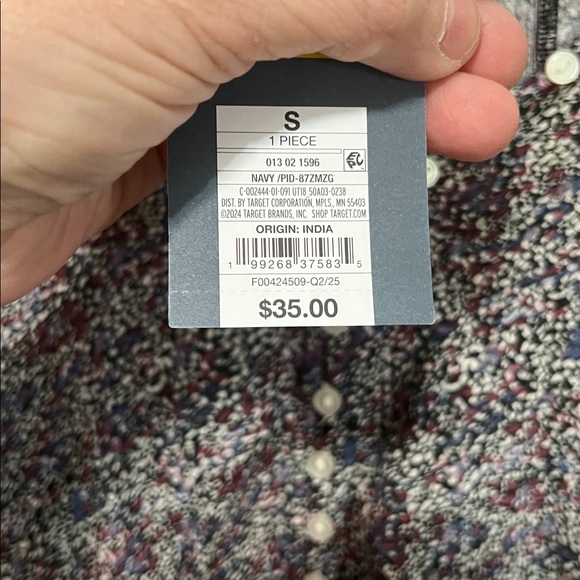 S
1 PIECE
013 02 1596
NAVY /PID-87ZMZG
C-002444-01-091 UT18 50A03-0238
DIST. BY TARGET CORPORATION, MPLS., MN 55403
©2024 TARGET BRANDS, INC. SHOP TARGET.COM
ORIGIN: INDIA
1 99268 37583 5
F00424509-Q2/25
$35.00